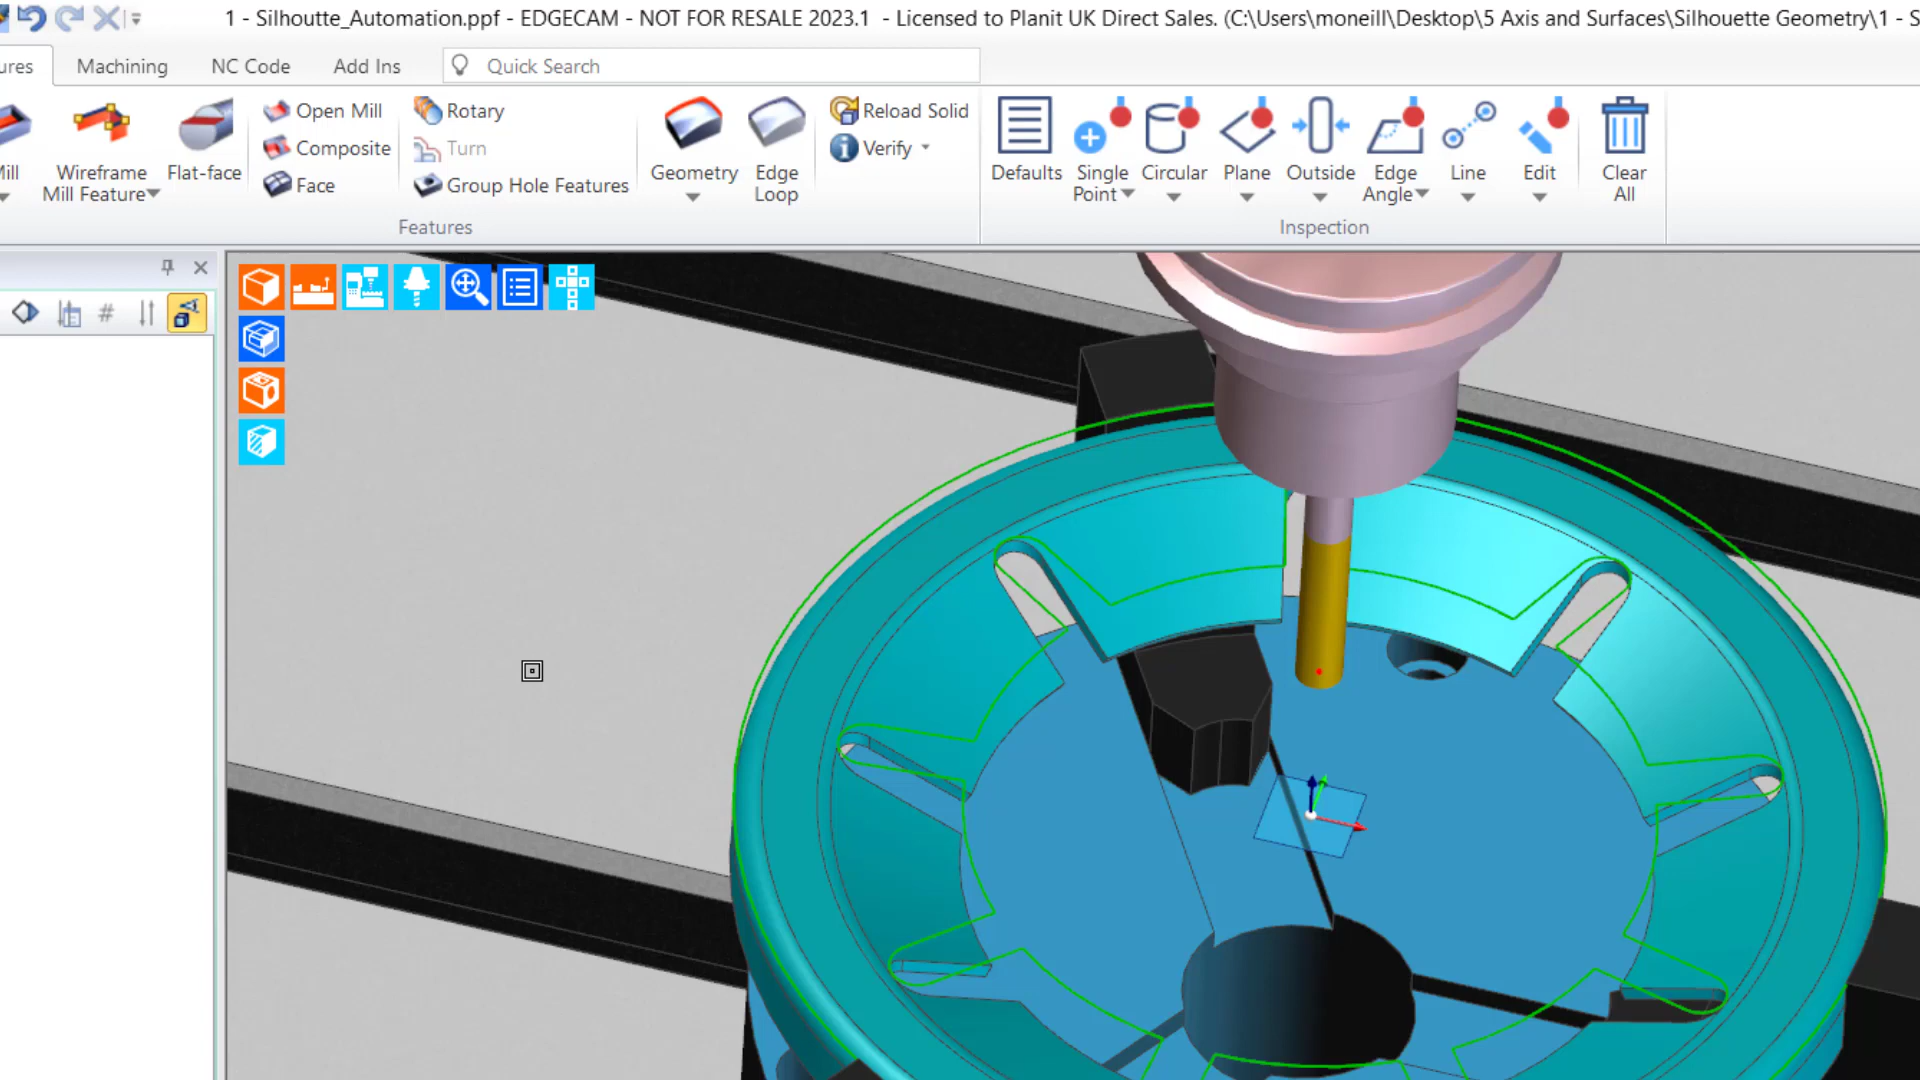 1 - Silhoutte_Automation.ppf - EDGECAM - NOT FOR RESALE 2023.1 - Licensed to Planit UK Direct Sales. (C:\Users\moneill\Desktop\5 Axis and Surfaces\Silhouette Geometry\1 - S
ures Machining NC Code Add Ins Quick Search
Mill
Wireframe
Mill Feature
Flat-face
Open Mill
Composite
Face
Rotary
Turn
Group Hole Features
Geometry
Edge
Loop
Reload Solid
Verify
Features
Defaults
Single
Point
Circular
Plane
Outside
Edge
Angle
Line
Edit
Clear
All
Inspection
#